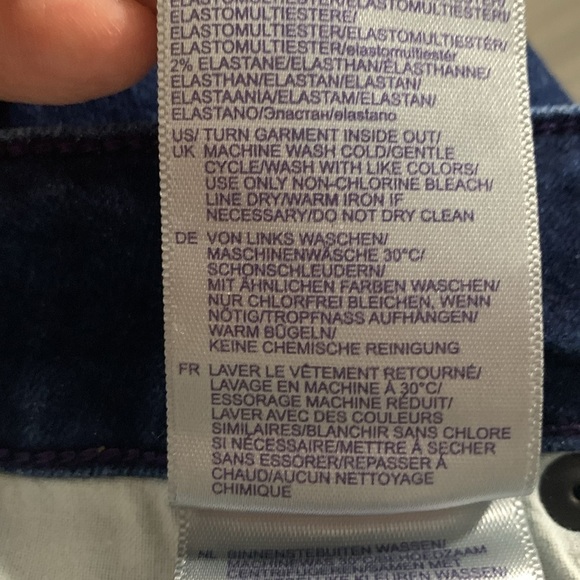 ELASTOMULTIESTER/ELASTOMULTIESTERI/
ELASTOMULTIESTERE/
ELASTOMULTIESTER/ELASTOMULTIESTÉR/
ELASTOMULTIESTER/elastomultiestér
2% ELASTANE/ELASTHAN/ÉLASTHANNE/
ELASTHAN/ELASTAN/ELASTAN/
ELASTAANIA/ELASTAM/ELASTAN/
ELASTANO/Эластан/elastano
US/ TURN GARMENT INSIDE OUT/
UK MACHINE WASH COLD/GENTLE
CYCLE/WASH WITH LIKE COLORS/
USE ONLY NON-CHLORINE BLEACH/
LINE DRY/WARM IRON IF
NECESSARY/DO NOT DRY CLEAN
DE VON LINKS WASCHEN/
MASCHINENWÄSCHE 30°C/
SCHONSCHLEUDERN/
MIT ÄHNLICHEN FARBEN WASCHEN/
NUR CHLORFREI BLEICHEN, WENN
NÖTIG/TROPFNASS AUFHÄNGEN/
WARM BÜGELN/
KEINE CHEMISCHE REINIGUNG
FR LAVER LE VÊTEMENT RETOURNÉ/
LAVAGE EN MACHINE À 30°C/
ESSORAGE MACHINE RÉDUIT/
LAVER AVEC DES COULEURS
SIMILAIRES/BLANCHIR SANS CHLORE
SI NÉCESSAIRE/METTRE À SECHER
SANS ESSORER/REPASSER À
CHAUD/AUCUN NETTOYAGE
CHIMIQUE
NL BINNENSTEBUITEN WASSEN/